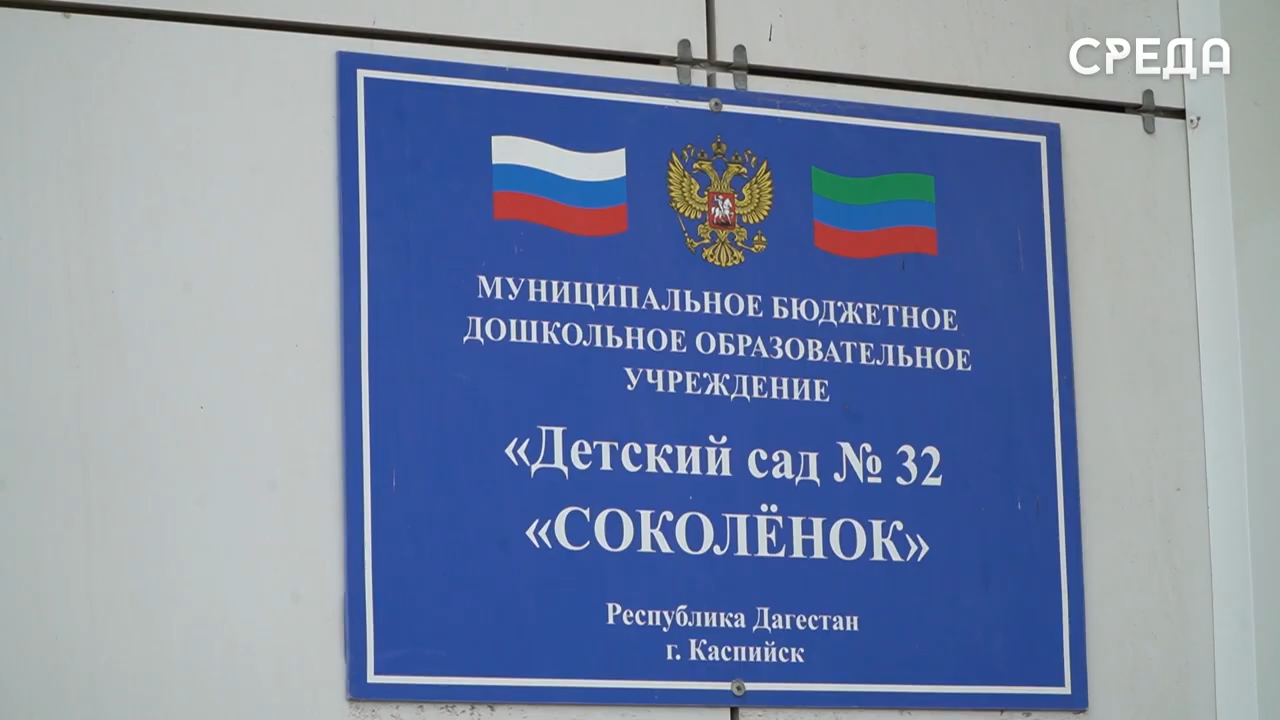 СРЕДА
МУНИЦИПАЛЬНОЕ БЮДЖЕТНОЕ
ДОШКОЛЬНОЕ ОБРАЗОВАТЕЛЬНОЕ
УЧРЕЖДЕНИЕ
«Детский сад № 32
«СОКОЛЁНОК»
Республика Дагестан
г. Каспийск